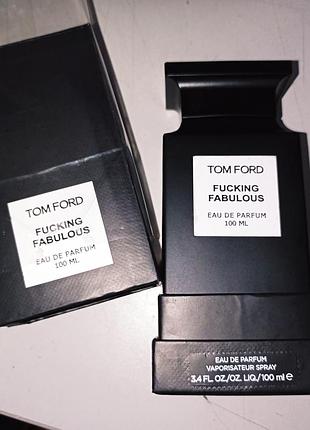 TOM FORD
FUCKING
FABULOUS
EAU DE PARFUM
100 ML
TOM FORD
FUCKING
FABULOUS
EAU DE PARFUM
100 ML
EAU DE PARFUM
VAPORISATEUR SPRAY
3.4 FL. OZ./OZ. LIQ./100 ml e